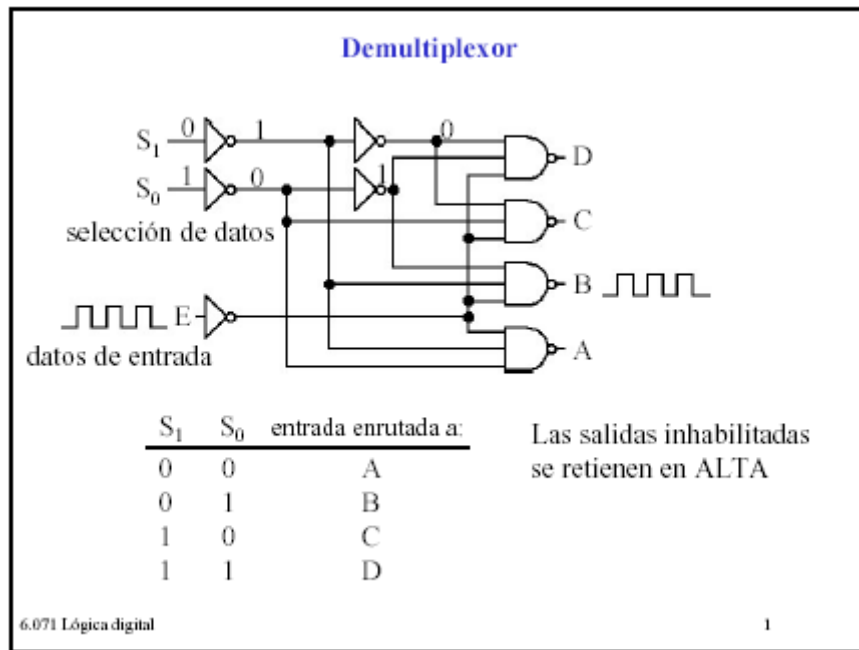 Demultiplexor
S₁ 0 1 0
S₀ 1 0 1
D
C
selección de datos
B
E
A
datos de entrada
S₁ S₀ entrada enrutada a:
0 0 A
0 1 B
1 0 C
1 1 D
Las salidas inhabilitadas
se retienen en ALTA
6.071 Lógica digital 1